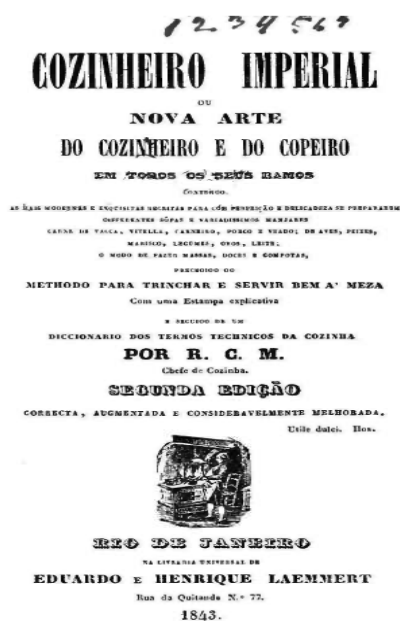 1234567
COZINHEIRO IMPERIAL
OU
NOVA ARTE
DO COZINHEIRO E DO COPEIRO
EM TODOS OS SEUS RAMOS
CONTENDO.
AS MAIS MODERNAS E EXQUISITAS RECEITAS PARA COM PERFEIÇÃO E DELICADEZA SE PREPARAREM
DIFFERENTES SOPAS E VARIADISSIMOS MANJARES
CARNE DE VACCA, VITELLA, CARNEIRO, PORCO E VEADO; DE AVES, PEIXES,
MARISCO, LEGUMES, OVOS, LEITE;
O MODO DE FAZER MASSAS, DOCES E COMPOTAS,
PRECEDIDO DO
METHODO PARA TRINCHAR E SERVIR BEM A' MEZA
Com uma Estampa explicativa
E SEGUIDO DE UM
DICCIONARIO DOS TERMOS TECHNICOS DA COZINHA
POR R. C. M.
Chefe de Cozinha.
SEGUNDA EDIÇÃO
CORRECTA, AUGMENTADA E CONSIDERAVELMENTE MELHORADA.
Utile dulci. Hor.
RIO DE JANEIRO
NA LIVRARIA UNIVERSAL DE
EDUARDO E HENRIQUE LAEMMERT
Rua da Quitanda N.º 77.
1843.